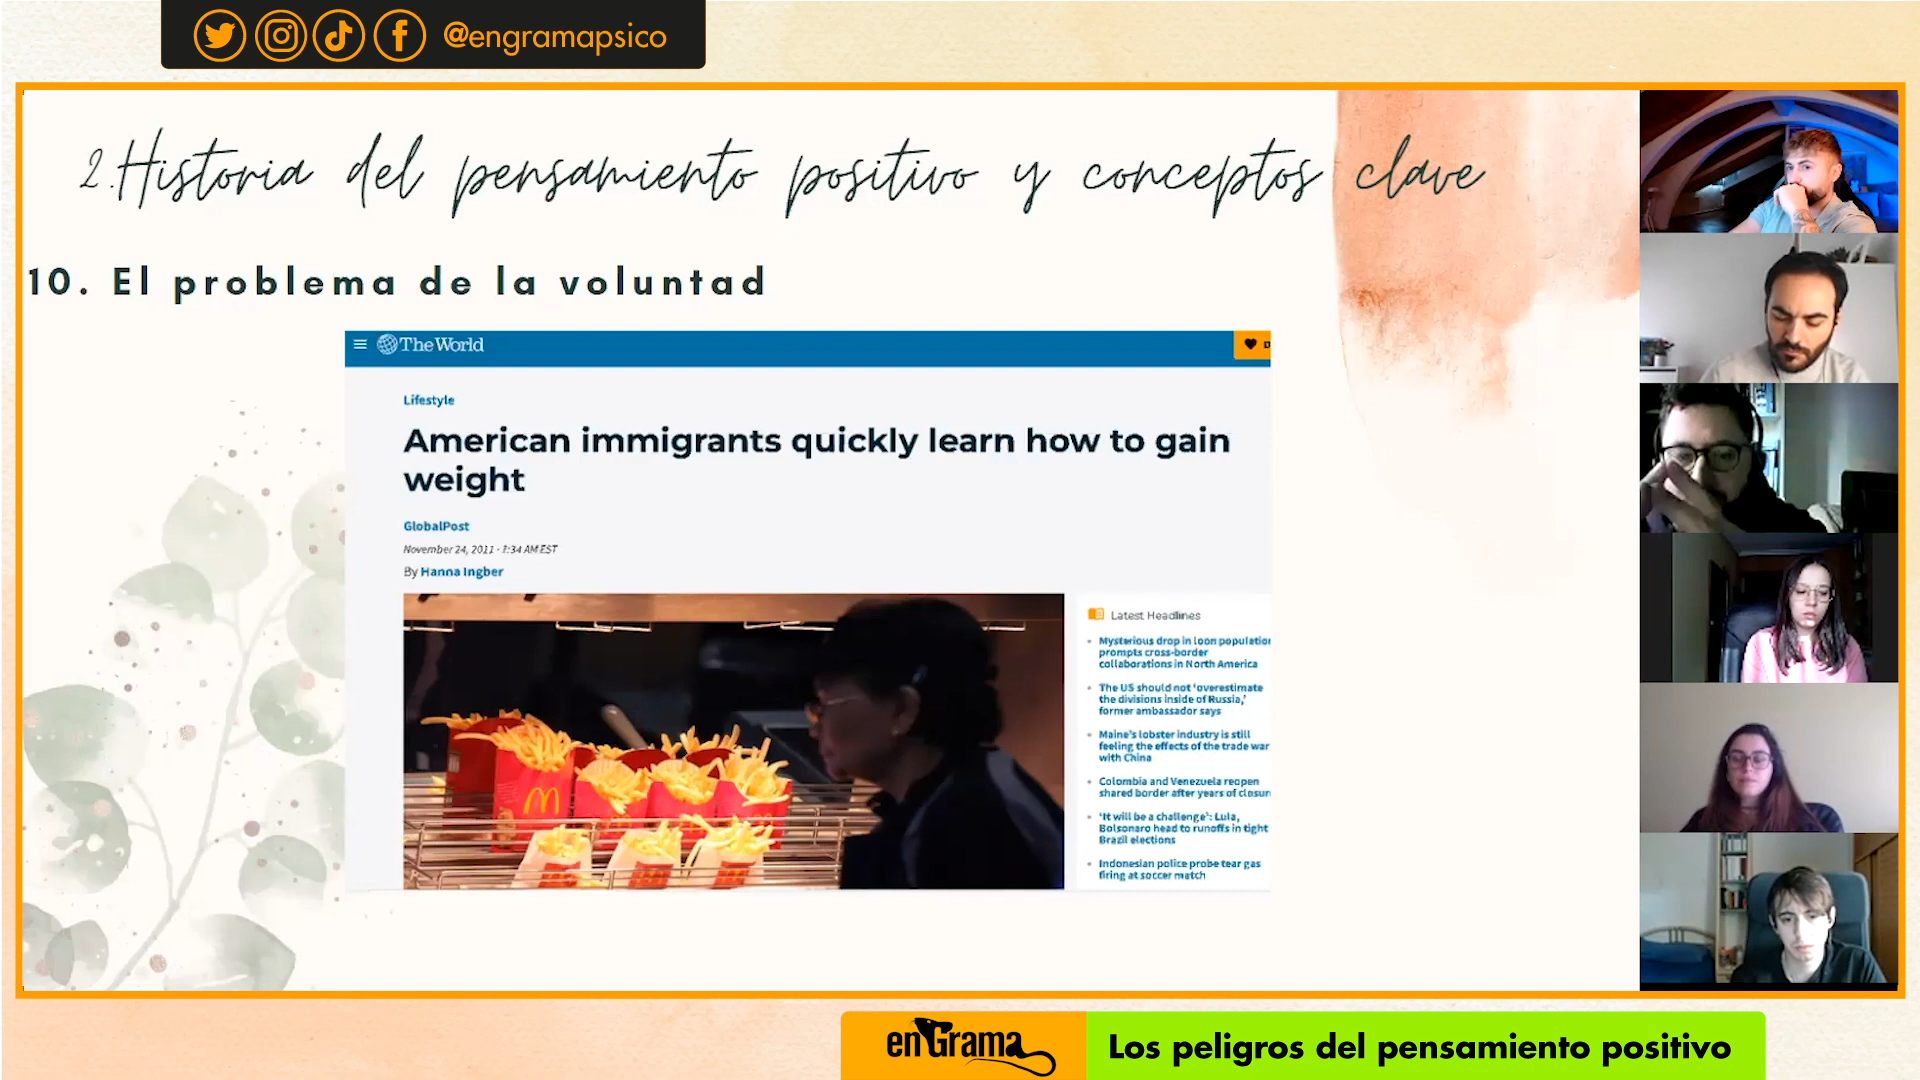 @engramapsico
2.Historia del pensamiento positivo y conceptos clave
10. El problema de la voluntad
The World
Lifestyle
American immigrants quickly learn how to gain
weight
GlobalPost
November 24, 2011 · 1:34 AM EST
By Hanna Ingber
Latest Headlines
Mysterious drop in loon population
prompts cross-border
collaborations in North America
The US should not ‘overestimate
the divisions inside of Russia,’
former ambassador says
Maine's lobster industry is still
feeling the effects of the trade war
with China
Colombia and Venezuela reopen
shared border after years of closur
‘It will be a challenge’: Lula,
Bolsonaro head to runoffs in tight
Brazil elections
Indonesian police probe tear gas
firing at soccer match
enGrama
Los peligros del pensamiento positivo